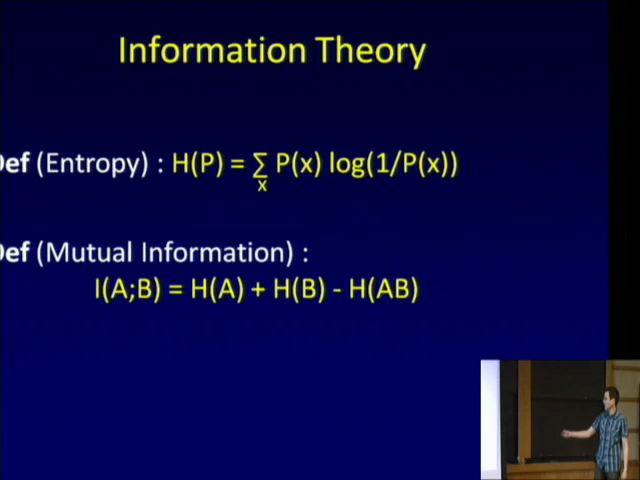 Information Theory
Def (Entropy) : H(P) = ∑ P(x) log(1/P(x))
x
Def (Mutual Information) :
I(A;B) = H(A) + H(B) - H(AB)